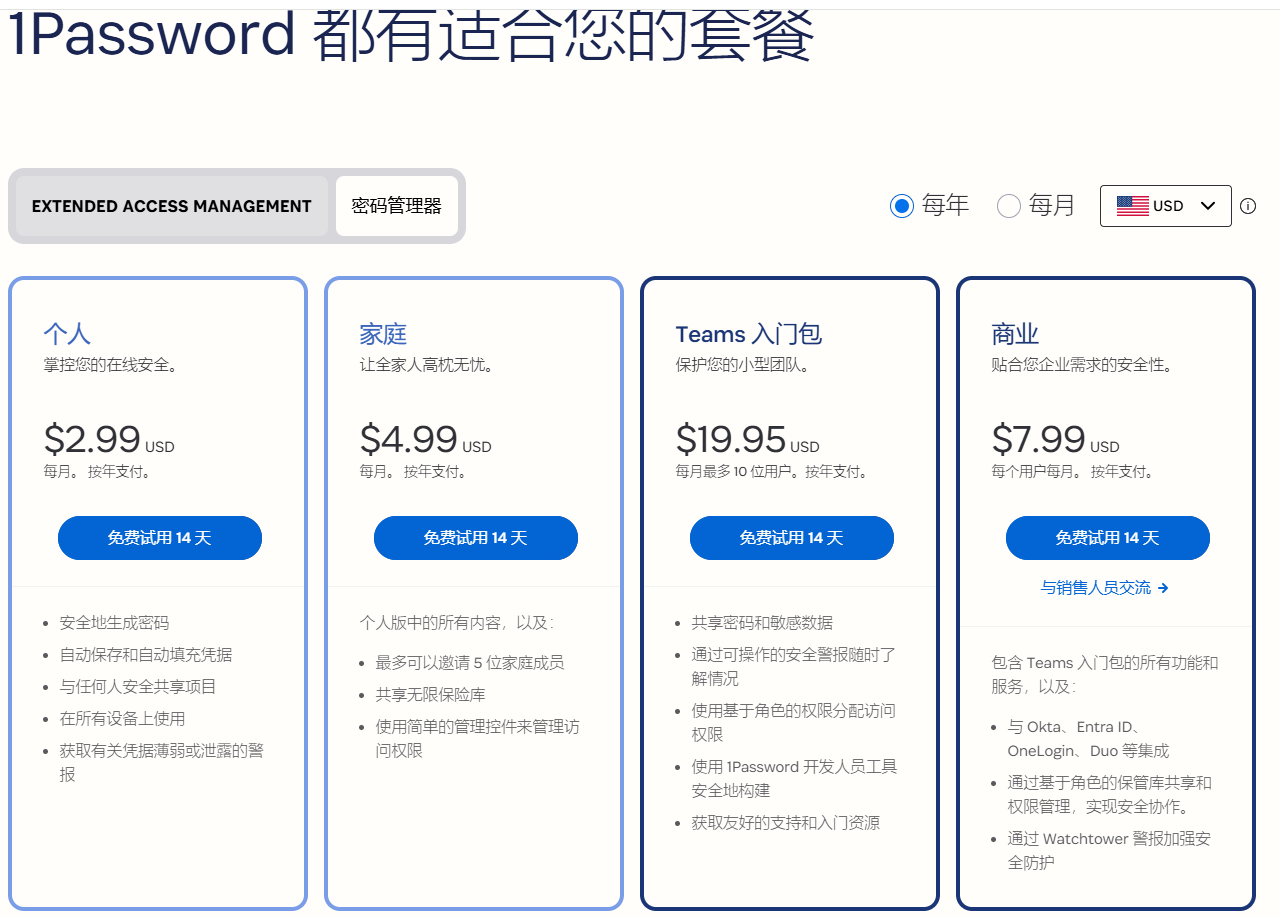 1Password 都有适合您的套餐
EXTENDED ACCESS MANAGEMENT
密码管理器
每年
每月
USD
个人
掌控您的在线安全。
$2.99 USD
每月。 按年支付。
免费试用 14 天
安全地生成密码
自动保存和自动填充凭据
与任何人安全共享项目
在所有设备上使用
获取有关凭据薄弱或泄露的警
报
家庭
让全家人高枕无忧。
$4.99 USD
每月。 按年支付。
免费试用 14 天
个人版中的所有内容，以及：
最多可以邀请 5 位家庭成员
共享无限保险库
使用简单的管理控件来管理访
问权限
Teams 入门包
保护您的小型团队。
$19.95 USD
每月最多 10 位用户。按年支付。
免费试用 14 天
共享密码和敏感数据
通过可操作的安全警报随时了
解情况
使用基于角色的权限分配访问
权限
使用 1Password 开发人员工具
安全地构建
获取友好的支持和入门资源
商业
贴合您企业需求的安全性。
$7.99 USD
每个用户每月。 按年支付。
免费试用 14 天
与销售人员交流 →
包含 Teams 入门包的所有功能和
服务，以及：
与 Okta、Entra ID、
OneLogin、Duo 等集成
通过基于角色的保管库共享和
权限管理，实现安全协作。
通过 Watchtower 警报加强安
全防护